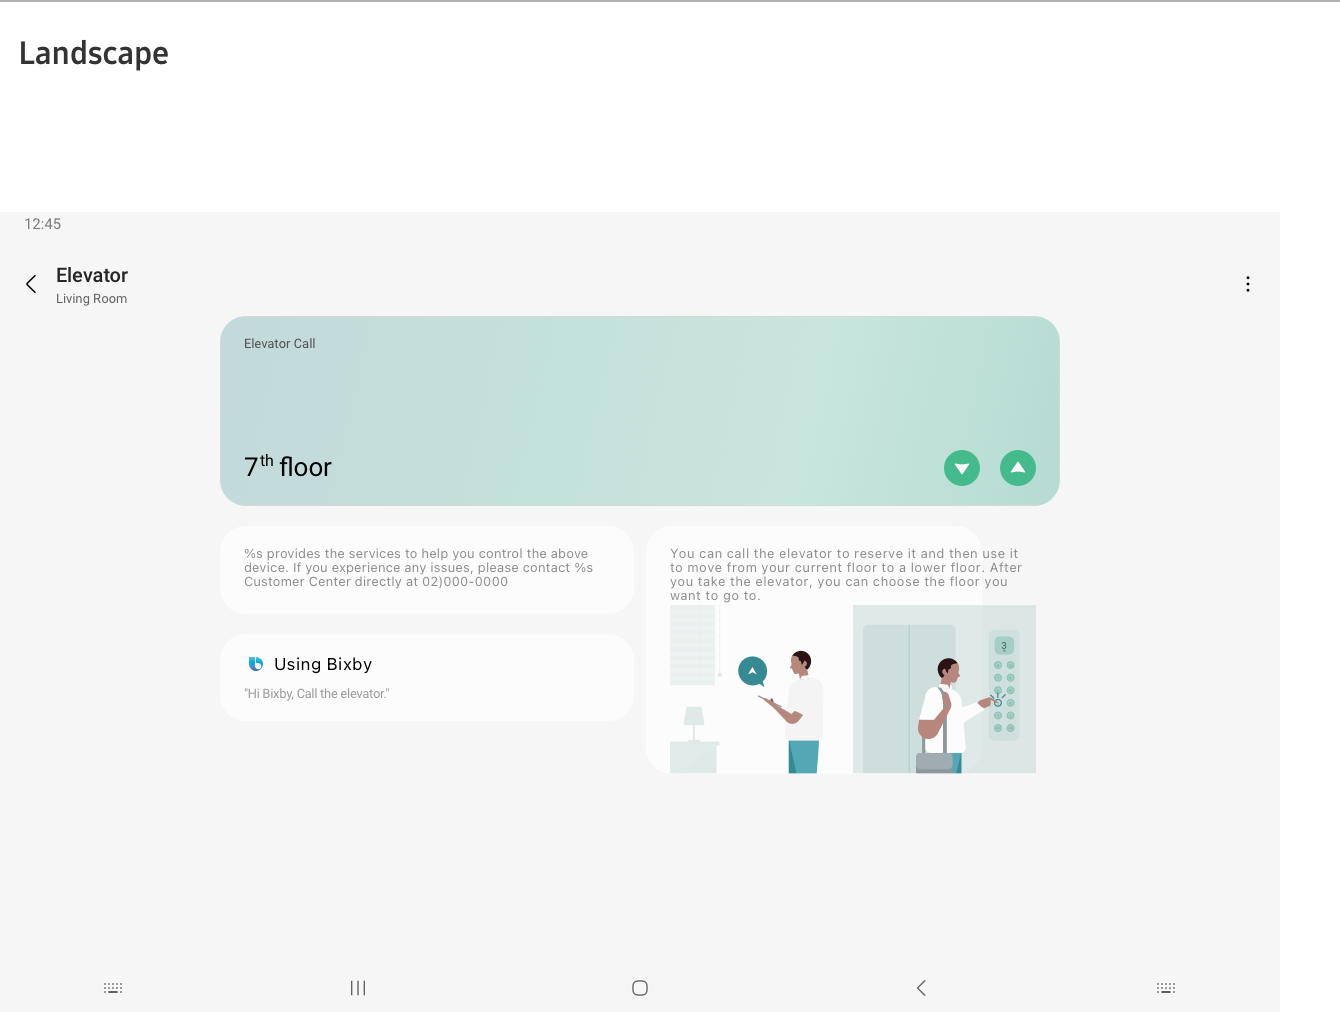 Landscape
12:45
Elevator
Living Room
Elevator Call
7th floor
%s provides the services to help you control the above
device. If you experience any issues, please contact %s
Customer Center directly at 02)000-0000
Using Bixby
"Hi Bixby, Call the elevator."
You can call the elevator to reserve it and then use it
to move from your current floor to a lower floor. After
you take the elevator, you can choose the floor you
want to go to.
3